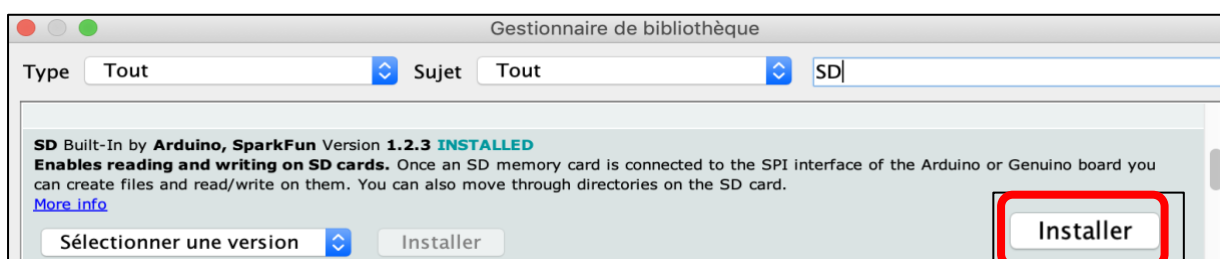 Gestionnaire de bibliothèque
Type Tout Sujet Tout SD
SD Built-In by Arduino, SparkFun Version 1.2.3 INSTALLED
Enables reading and writing on SD cards. Once an SD memory card is connected to the SPI interface of the Arduino or Genuino board you
can create files and read/write on them. You can also move through directories on the SD card.
More info
Sélectionner une version Installer Installer